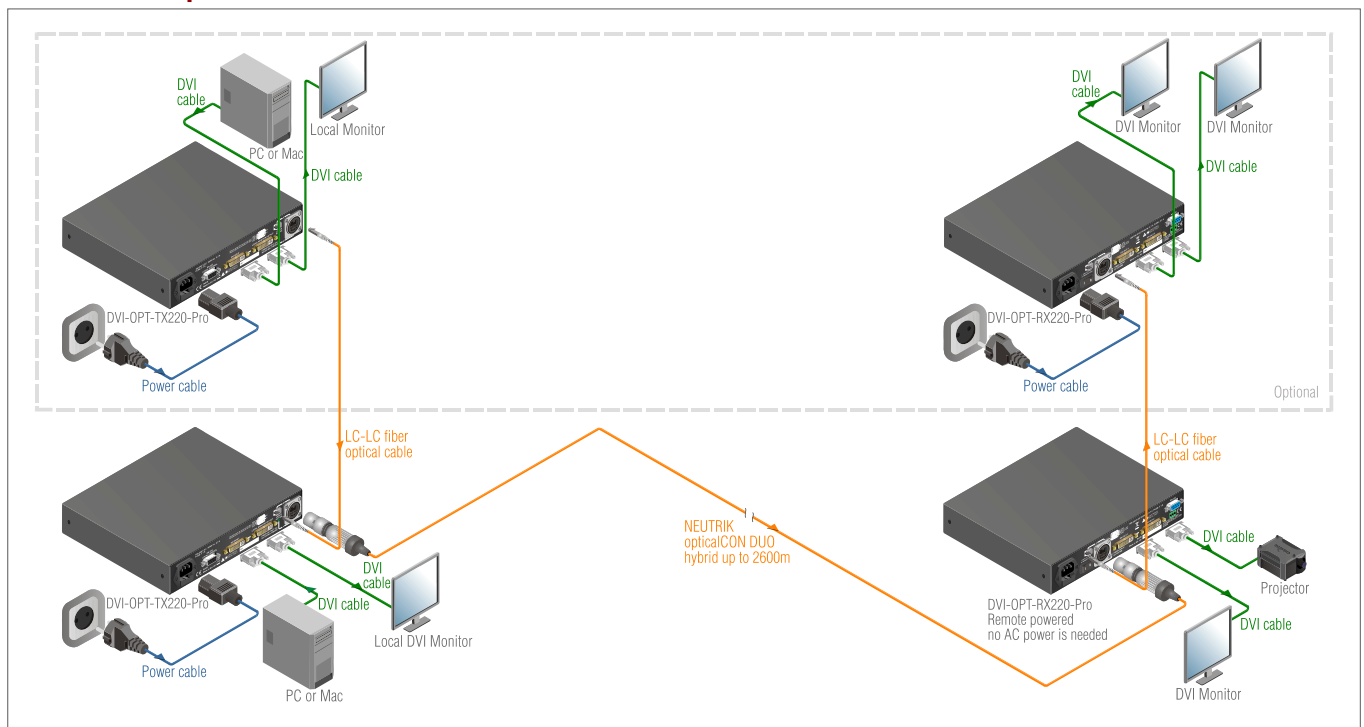 DVI
cable
Local Monitor
PC or Mac
DVI cable
DVI-OPT-TX220-Pro
Power cable
DVI
cable
DVI Monitor
DVI Monitor
DVI cable
DVI-OPT-RX220-Pro
Power cable
Optional
LC-LC fiber
optical cable
LC-LC fiber
optical cable
NEUTRIK
opticalCON DUO
hybrid up to 2600m
DVI
cable
DVI cable
DVI-OPT-TX220-Pro
Local DVI Monitor
Power cable
PC or Mac
DVI cable
Projector
DVI-OPT-RX220-Pro
Remote powered
no AC power is needed
DVI cable
DVI Monitor